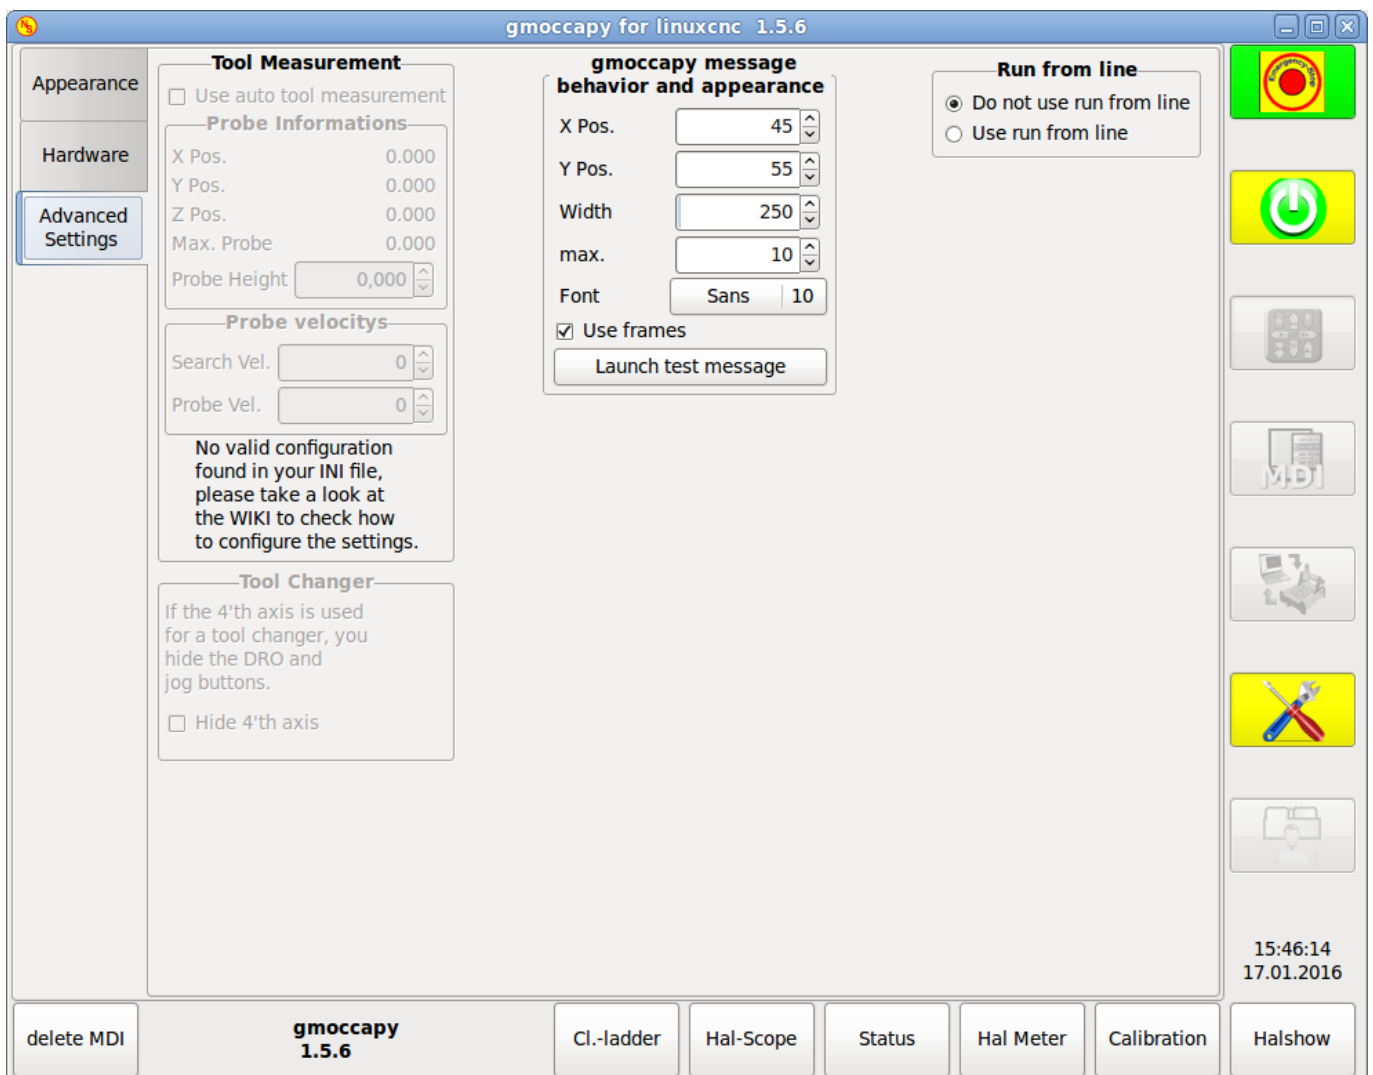 gmoccapy for linuxcnc 1.5.6
Appearance
Hardware
Advanced
Settings
Tool Measurement
Use auto tool measurement
Probe Informations
X Pos. 0.000
Y Pos. 0.000
Z Pos. 0.000
Max. Probe 0.000
Probe Height 0,000
Probe velocitys
Search Vel. 0
Probe Vel. 0
No valid configuration
found in your INI file,
please take a look at
the WIKI to check how
to configure the settings.
Tool Changer
If the 4'th axis is used
for a tool changer, you
hide the DRO and
jog buttons.
Hide 4'th axis
gmoccapy message
behavior and appearance
X Pos. 45
Y Pos. 55
Width 250
max. 10
Font Sans 10
Use frames
Launch test message
Run from line
Do not use run from line
Use run from line
Emergency-Stop
MDI
15:46:14
17.01.2016
delete MDI
gmoccapy
1.5.6
Cl.-ladder
Hal-Scope
Status
Hal Meter
Calibration
Halshow